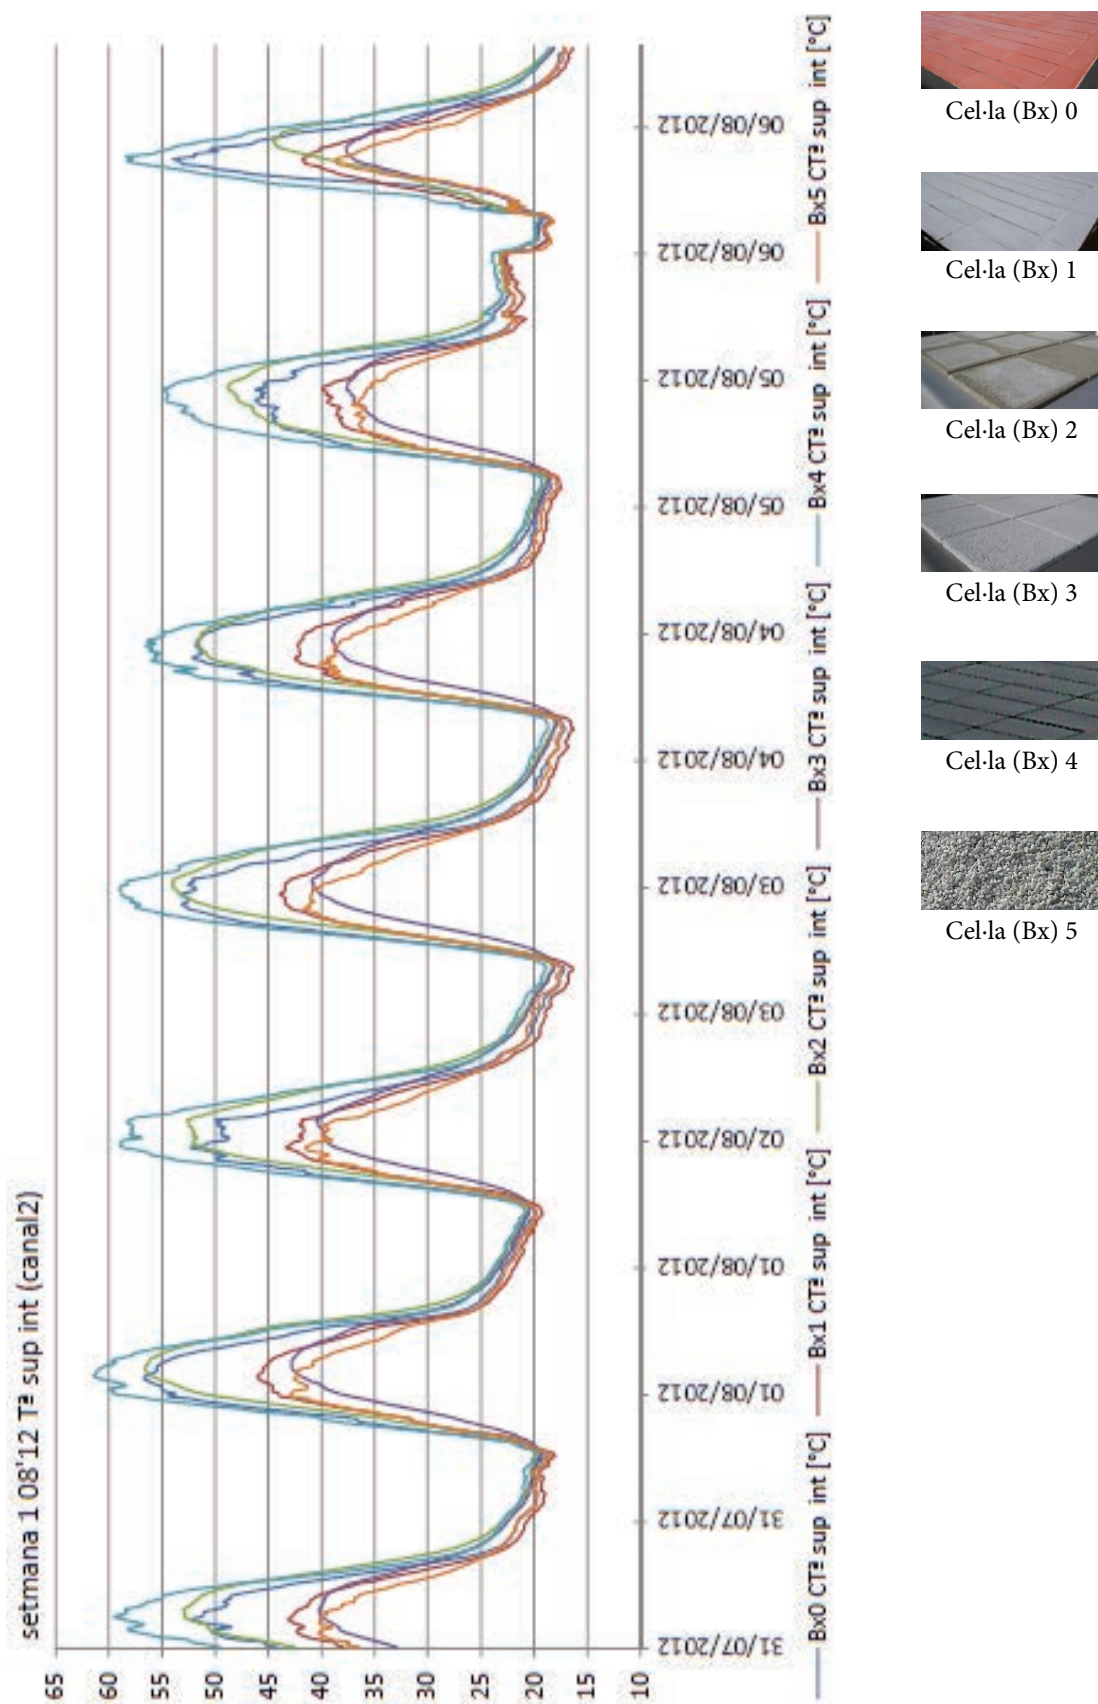 setmana 1 08'12 Tª sup int (canal2)
65
60
55
50
45
40
35
30
25
20
15
10
31/07/2012
31/07/2012
01/08/2012
01/08/2012
02/08/2012
03/08/2012
03/08/2012
04/08/2012
04/08/2012
05/08/2012
05/08/2012
06/08/2012
06/08/2012
Bx0 CTª sup int [°C]
Bx1 CTª sup int [°C]
Bx2 CTª sup int [°C]
Bx3 CTª sup int [°C]
Bx4 CTª sup int [°C]
Bx5 CTª sup int [°C]
Cel·la (Bx) 0
Cel·la (Bx) 1
Cel·la (Bx) 2
Cel·la (Bx) 3
Cel·la (Bx) 4
Cel·la (Bx) 5